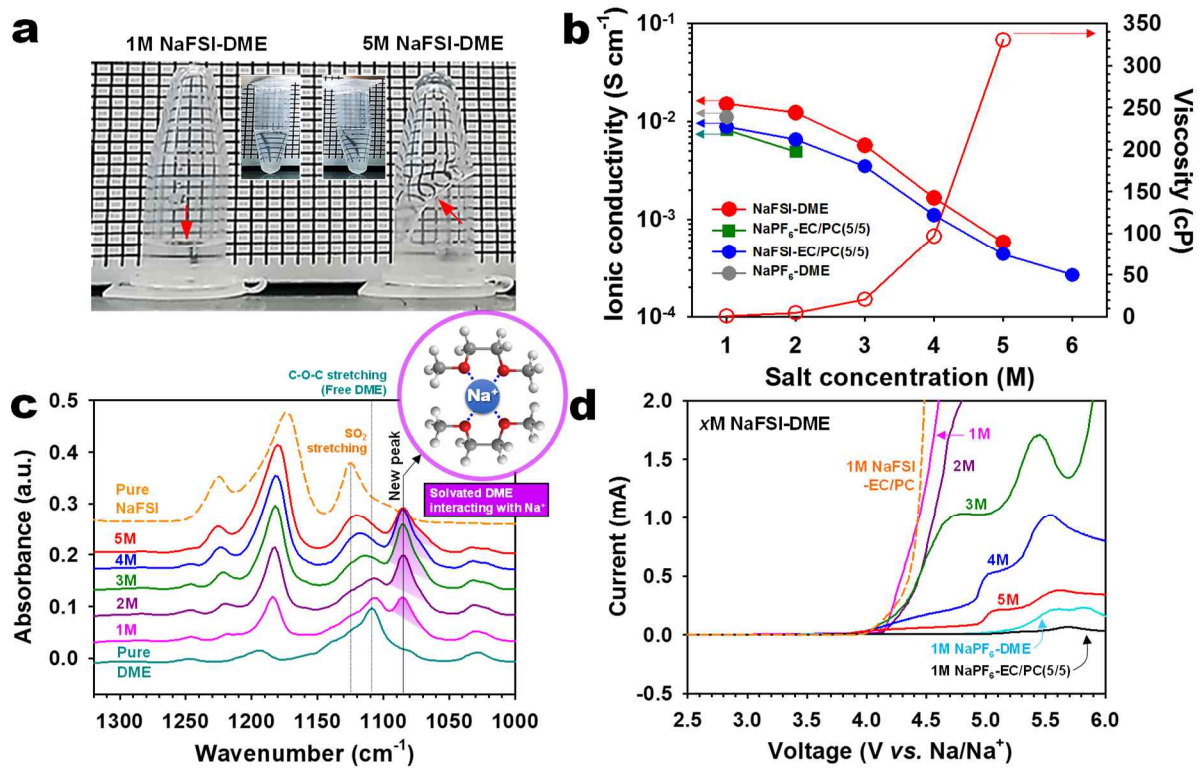 a
1M NaFSI-DME
5M NaFSI-DME
b
Ionic conductivity (S cm⁻¹)
10⁻¹
10⁻²
10⁻³
10⁻⁴
NaFSI-DME
NaPF₆-EC/PC(5/5)
NaFSI-EC/PC(5/5)
NaPF₆-DME
350
300
250
200
150
100
50
0
Viscosity (cP)
1 2 3 4 5 6
Salt concentration (M)
c
Absorbance (a.u.)
0.5
0.4
0.3
0.2
0.1
0.0
C-O-C stretching
(Free DME)
SO₂
stretching
New peak
Na⁺
Solvated DME
interacting with Na⁺
Pure
NaFSI
5M
4M
3M
2M
1M
Pure
DME
1300 1250 1200 1150 1100 1050 1000
Wavenumber (cm⁻¹)
d
Current (mA)
2.0
1.5
1.0
0.5
0.0
-0.5
xM NaFSI-DME
1M NaFSI
-EC/PC
1M
2M
3M
4M
5M
1M NaPF₆-DME
1M NaPF₆-EC/PC(5/5)
2.5 3.0 3.5 4.0 4.5 5.0 5.5 6.0
Voltage (V vs. Na/Na⁺)